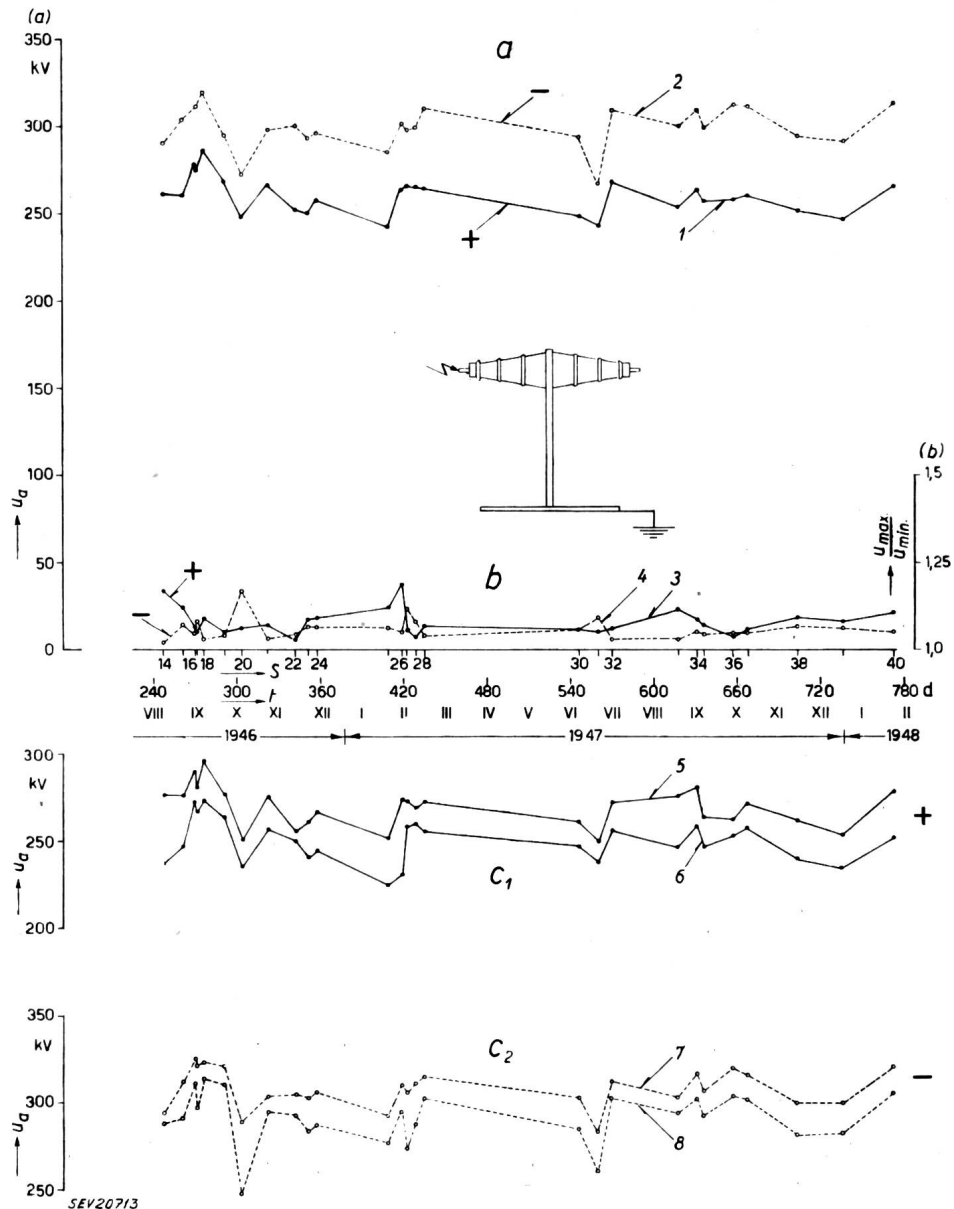 (a)
350
kV
a
− 2
300
250
+ 1
200
150
100 (b)
1,5
u_a
u_max/u_min.
50 + b 4 3 1,25
−
0 1,0
14 16 18 20 22 24 26 28 30 32 34 36 38 40
S
240 300 360 420 480 540 600 660 720 780 d
t
VIII IX X XI XII I II III IV V VI VII VIII IX X XI XII I II
1946 1947 1948
300
kV 5
+
250
u_a C₁ 6
200
350
kV C₂ 7
−
300
u_a 8
250
SEV20713